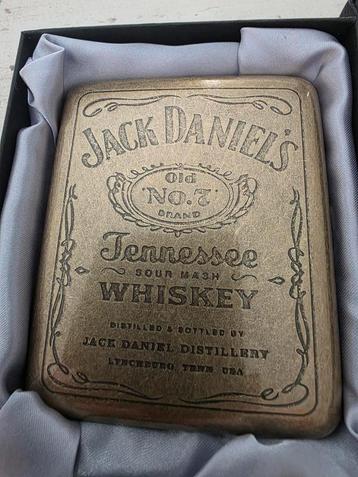 JACK DANIEL'S
Old
No.7
BRAND
Tennessee
SOUR MASH
WHISKEY
DISTILLED & BOTTLED BY
JACK DANIEL DISTILLERY
LYNCHBURG, TENN USA